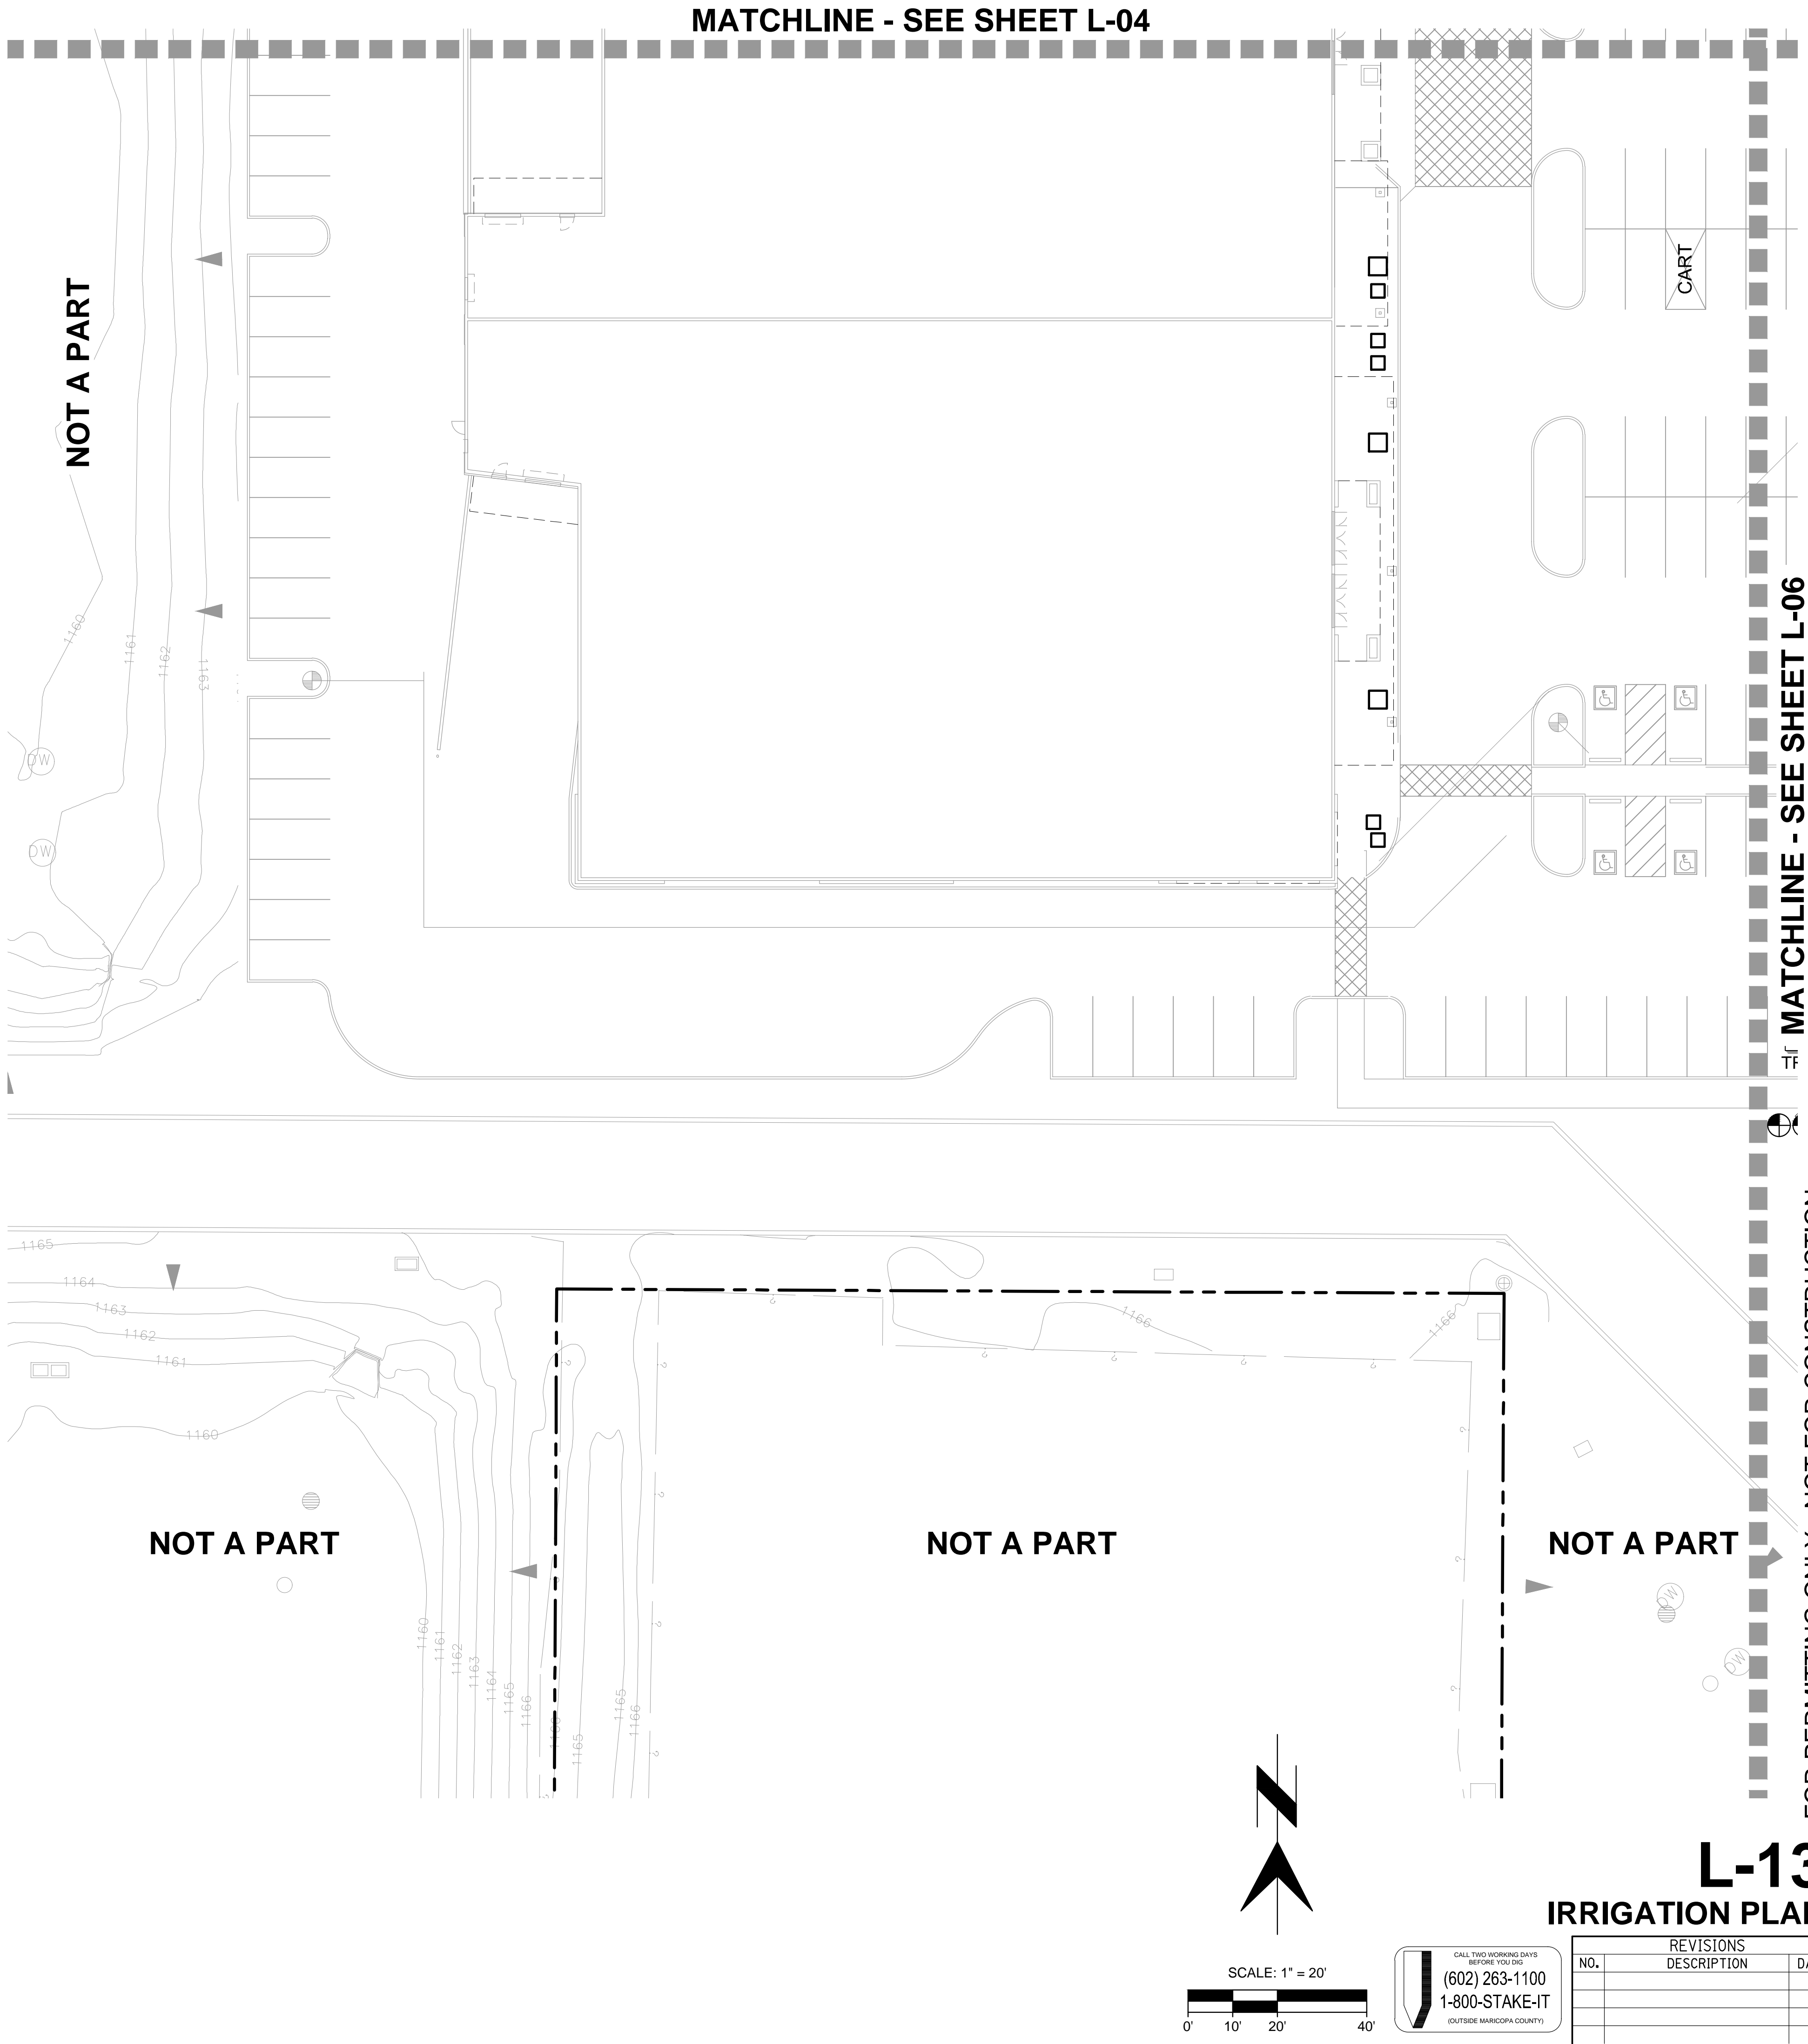 MATCHLINE - SEE SHEET L-04
NOT A PART
CART
MATCHLINE - SEE SHEET L-06
1160
1161
1162
1163
DW
DW
1165
1164
1163
1162
1161
1160
1166
1166
NOT A PART
NOT A PART
NOT A PART
DW
DW
1160
1161
1162
1163
1164
1165
1166
1166
1165
1165
1166
N
L-13
IRRIGATION PLA
SCALE: 1" = 20'
0' 10' 20' 40'
CALL TWO WORKING DAYS
BEFORE YOU DIG
(602) 263-1100
1-800-STAKE-IT
(OUTSIDE MARICOPA COUNTY)
REVISIONS
NO. DESCRIPTION